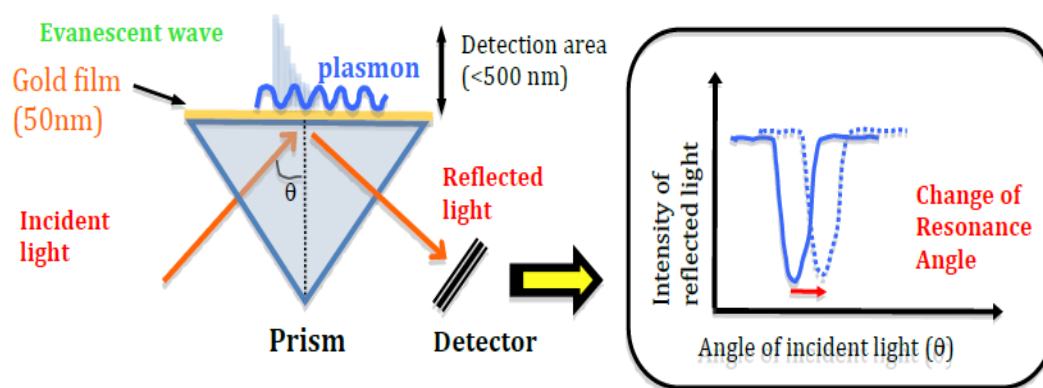 Evanescent wave
Gold film
(50nm)
plasmon
Detection area
(<500 nm)
θ
Incident
light
Reflected
light
Prism
Detector
Intensity of
reflected light
Change of
Resonance
Angle
Angle of incident light (θ)